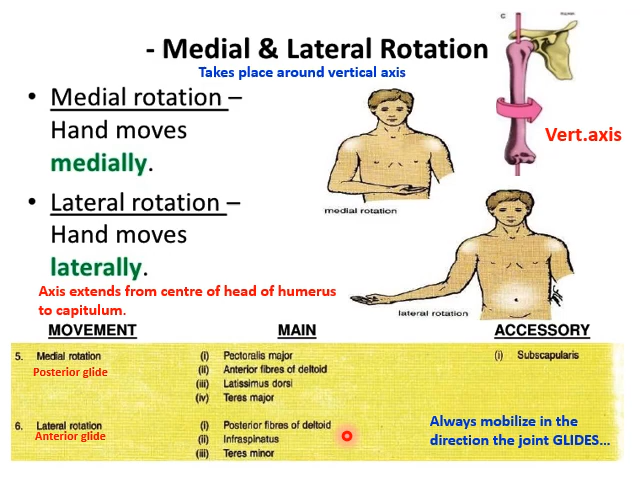 C
- Medial & Lateral Rotation
Takes place around vertical axis
• Medial rotation –
Hand moves
medially.
Vert.axis
medial rotation
• Lateral rotation –
Hand moves
laterally.
Axis extends from centre of head of humerus
to capitulum.
lateral rotation
MOVEMENT MAIN ACCESSORY
5. Medial rotation (i) Pectoralis major (i) Subscapularis
Posterior glide (ii) Anterior fibres of deltoid
(iii) Latissimus dorsi
(iv) Teres major
6. Lateral rotation (i) Posterior fibres of deltoid
Anterior glide (ii) Infraspinatus
(iii) Teres minor
Always mobilize in the
direction the joint GLIDES...